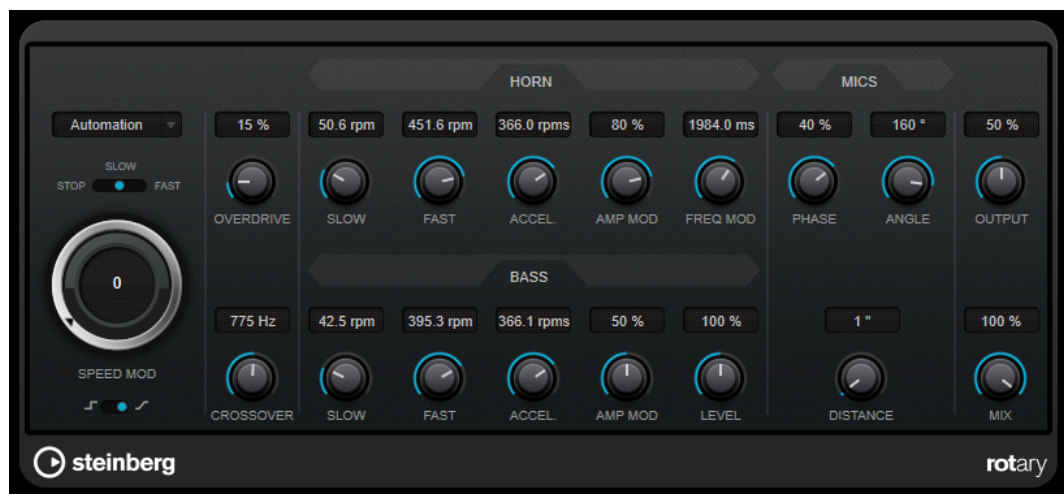 HORN
MICS
Automation
15 %
50.6 rpm
451.6 rpm
366.0 rpms
80 %
1984.0 ms
40 %
160 °
50 %
SLOW
STOP
FAST
OVERDRIVE
SLOW
FAST
ACCEL.
AMP MOD
FREQ MOD
PHASE
ANGLE
OUTPUT
BASS
0
775 Hz
42.5 rpm
395.3 rpm
366.1 rpms
50 %
100 %
1 "
100 %
SPEED MOD
CROSSOVER
SLOW
FAST
ACCEL.
AMP MOD
LEVEL
DISTANCE
MIX
steinberg
rotary